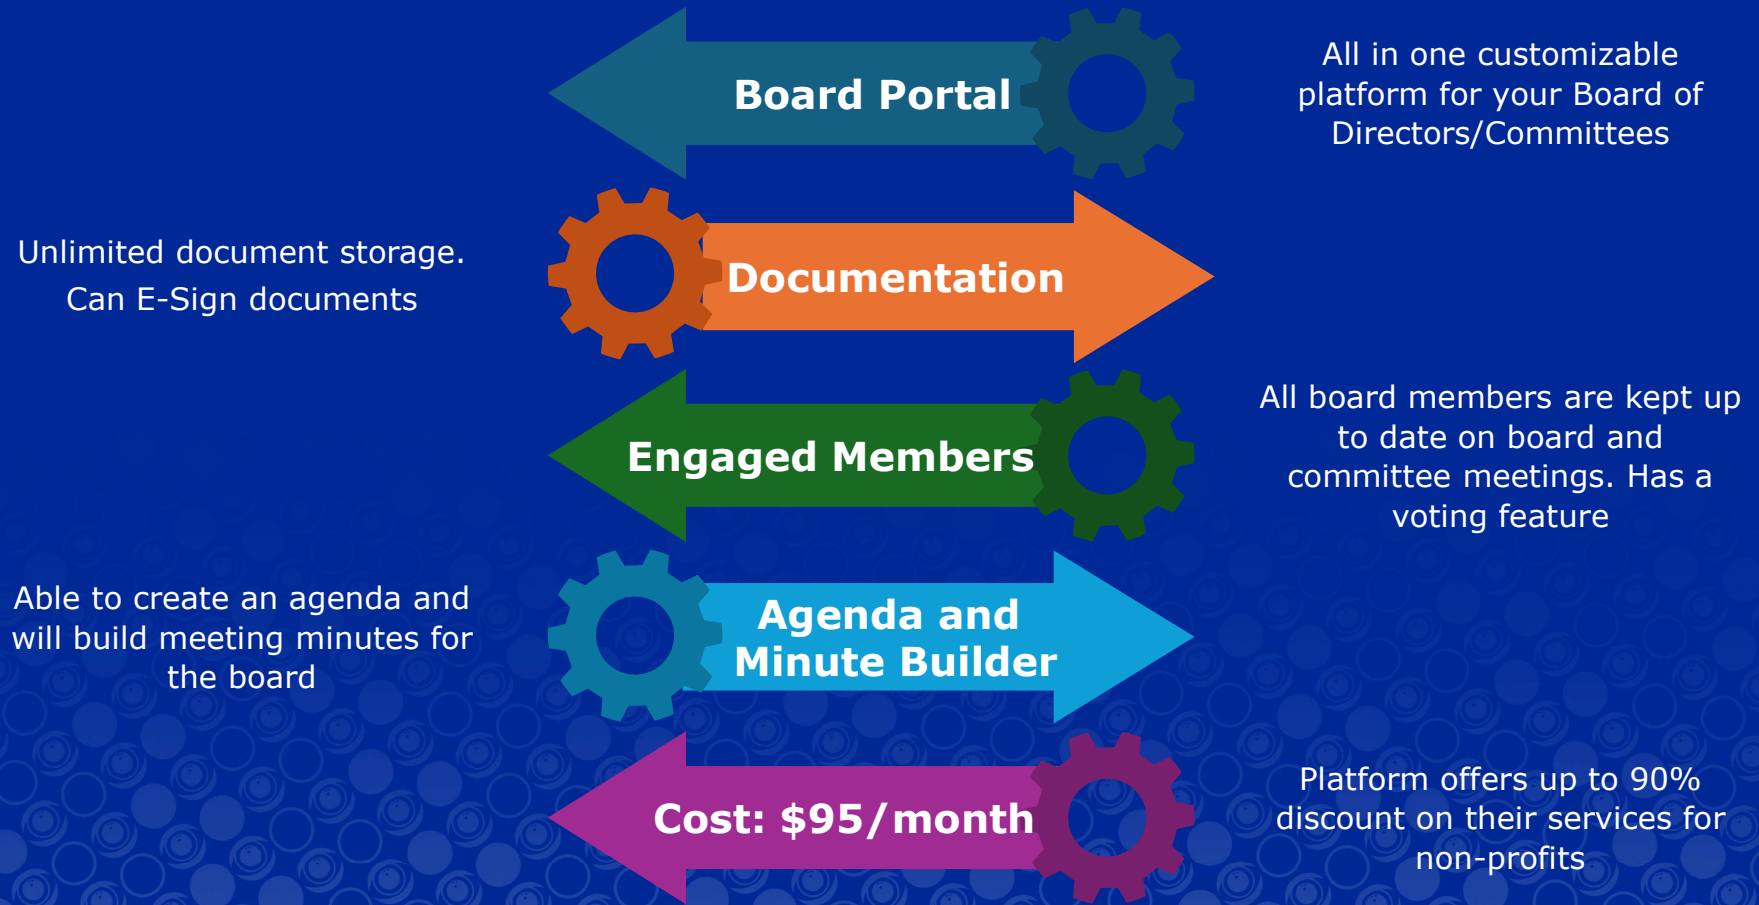 Board Portal
All in one customizable
platform for your Board of
Directors/Committees
Unlimited document storage.
Can E-Sign documents
Documentation
Engaged Members
All board members are kept up
to date on board and
committee meetings. Has a
voting feature
Able to create an agenda and
will build meeting minutes for
the board
Agenda and
Minute Builder
Cost: $95/month
Platform offers up to 90%
discount on their services for
non-profits